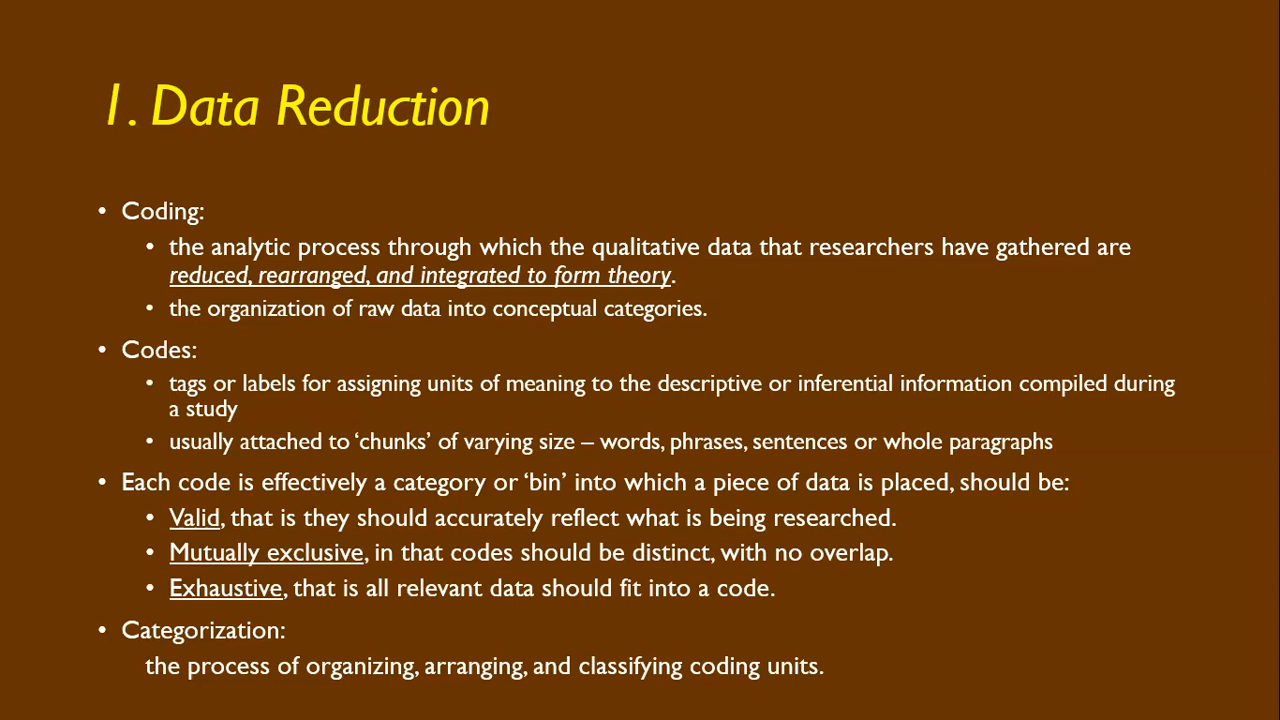 1. Data Reduction
• Coding:
• the analytic process through which the qualitative data that researchers have gathered are
reduced, rearranged, and integrated to form theory.
• the organization of raw data into conceptual categories.
• Codes:
• tags or labels for assigning units of meaning to the descriptive or inferential information compiled during
a study
• usually attached to ‘chunks’ of varying size – words, phrases, sentences or whole paragraphs
• Each code is effectively a category or ‘bin’ into which a piece of data is placed, should be:
• Valid, that is they should accurately reflect what is being researched.
• Mutually exclusive, in that codes should be distinct, with no overlap.
• Exhaustive, that is all relevant data should fit into a code.
• Categorization:
the process of organizing, arranging, and classifying coding units.